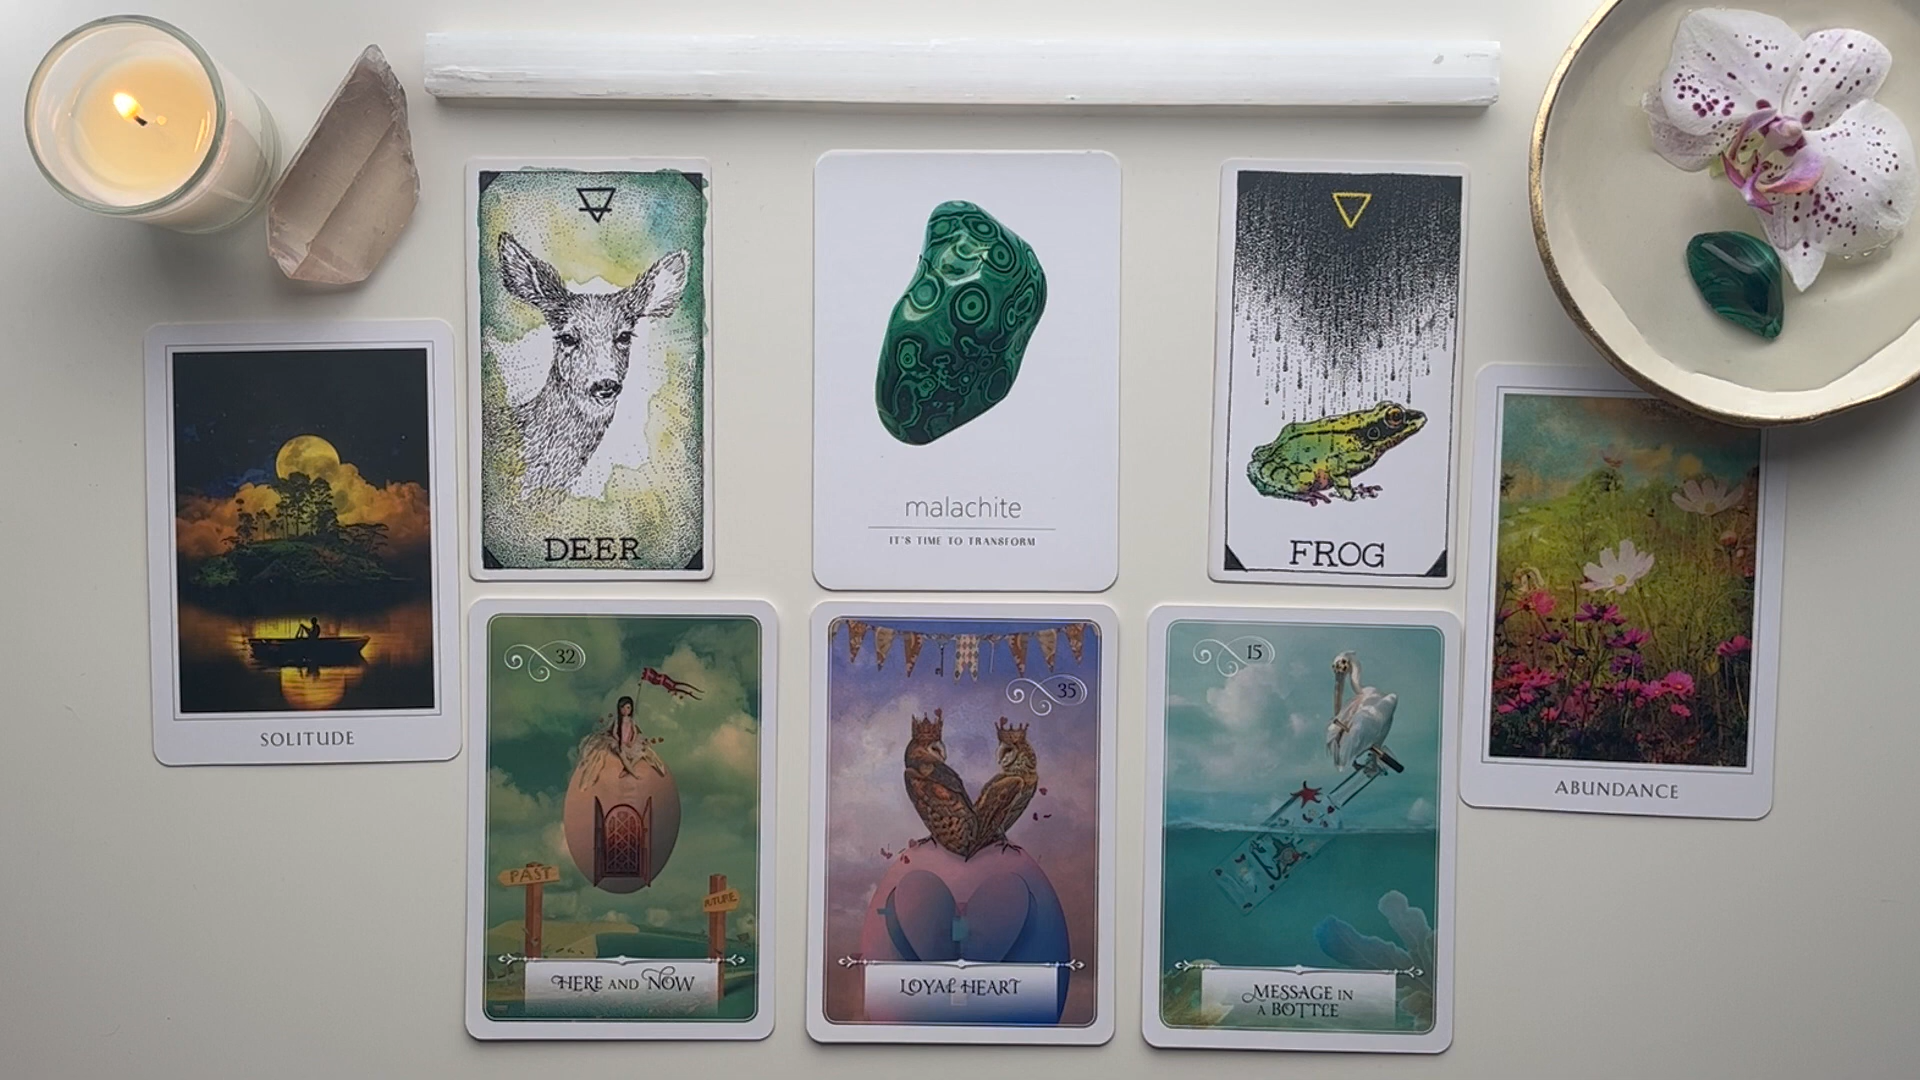 DEER
malachite
IT'S TIME TO TRANSFORM
FROG
SOLITUDE
ABUNDANCE
32
PAST
FUTURE
HERE AND NOW
35
LOYAL HEART
15
MESSAGE IN
A BOTTLE